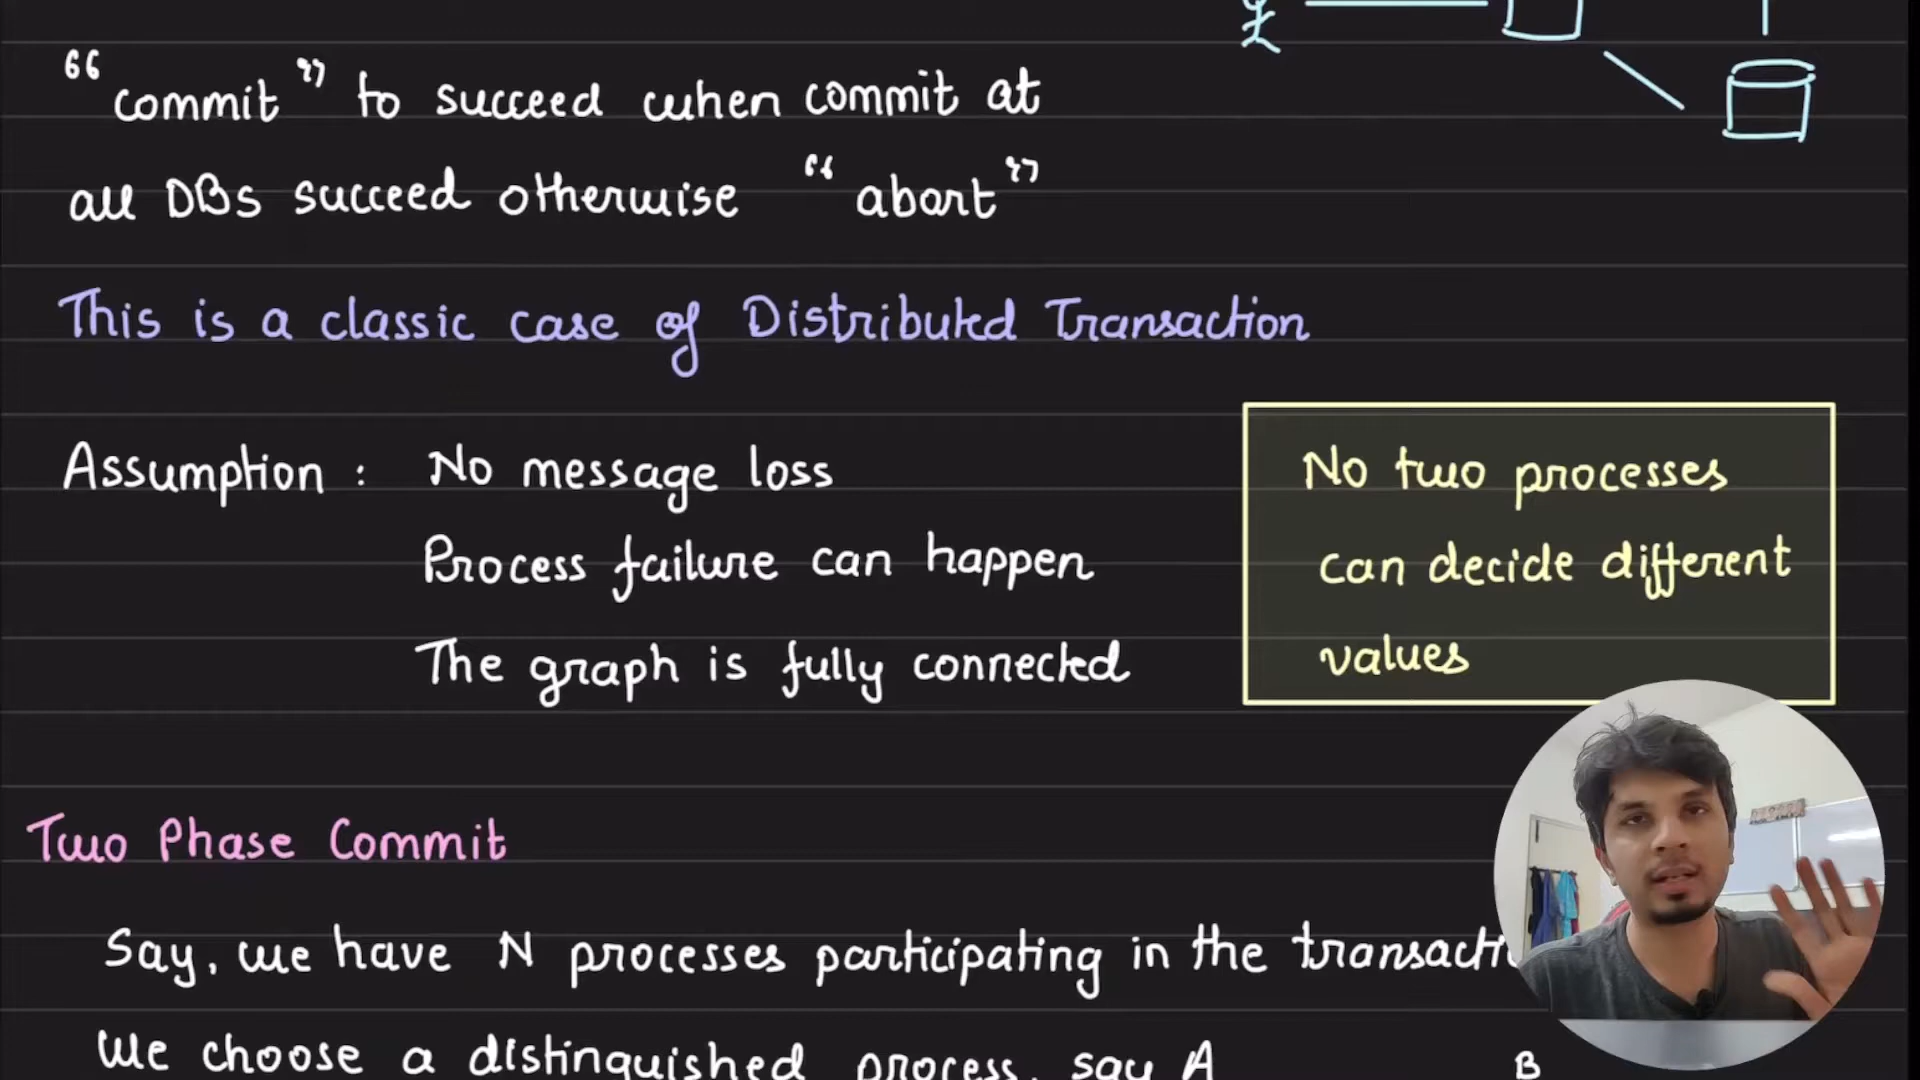 “commit” to succeed when commit at
all DBs succeed otherwise “abort”
This is a classic case of Distributed Transaction
Assumption : No message loss
Process failure can happen
The graph is fully connected
No two processes
can decide different
values
Two Phase Commit
Say, we have N processes participating in the
We choose a distinguished process, say A
B